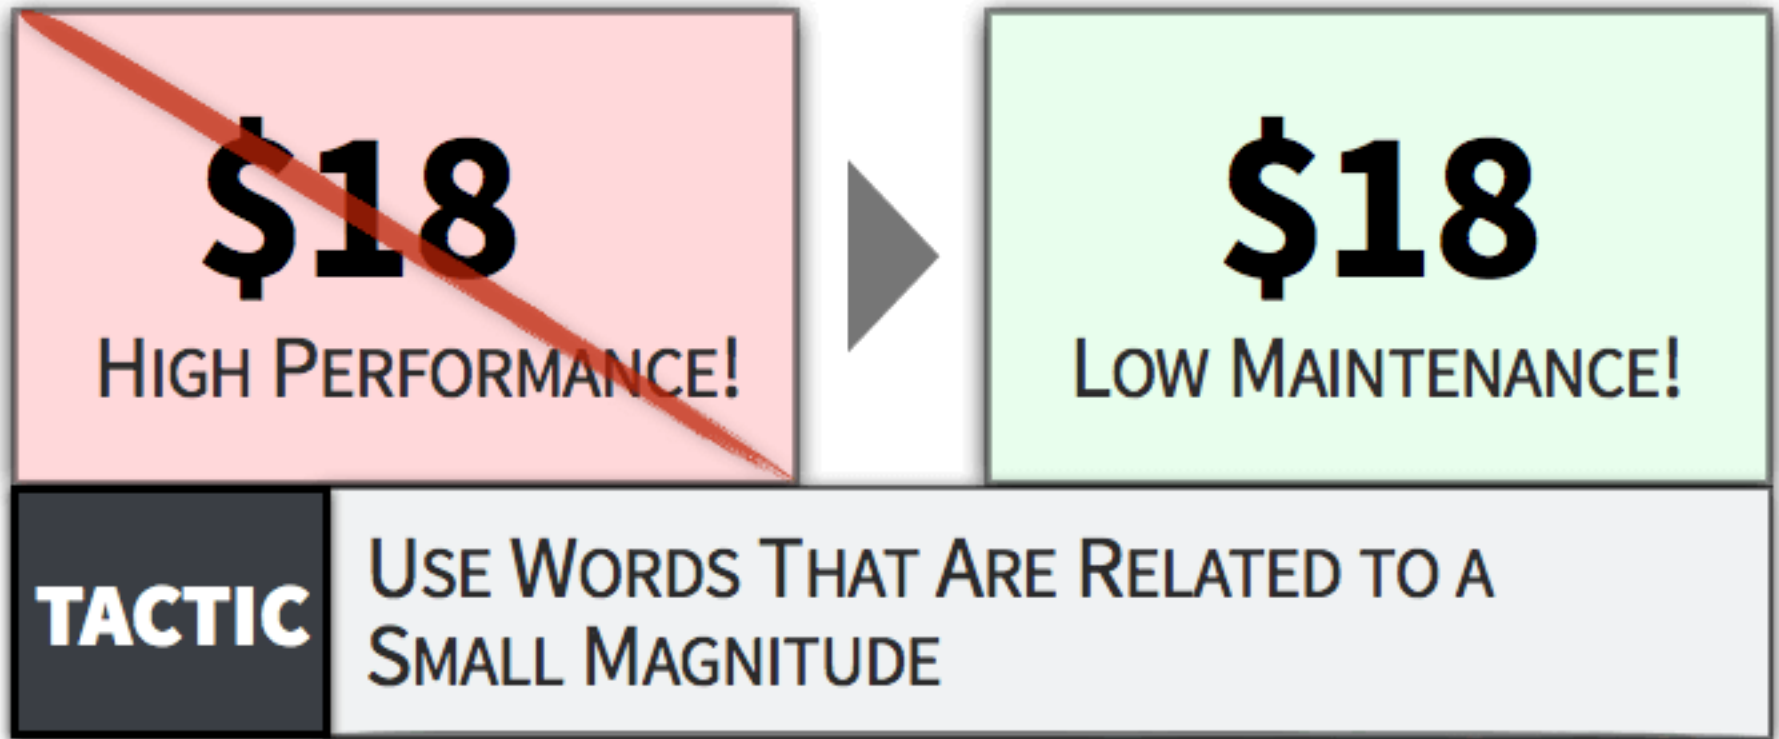 $18
High Performance!
$18
Low Maintenance!
TACTIC
Use Words That Are Related to a
Small Magnitude